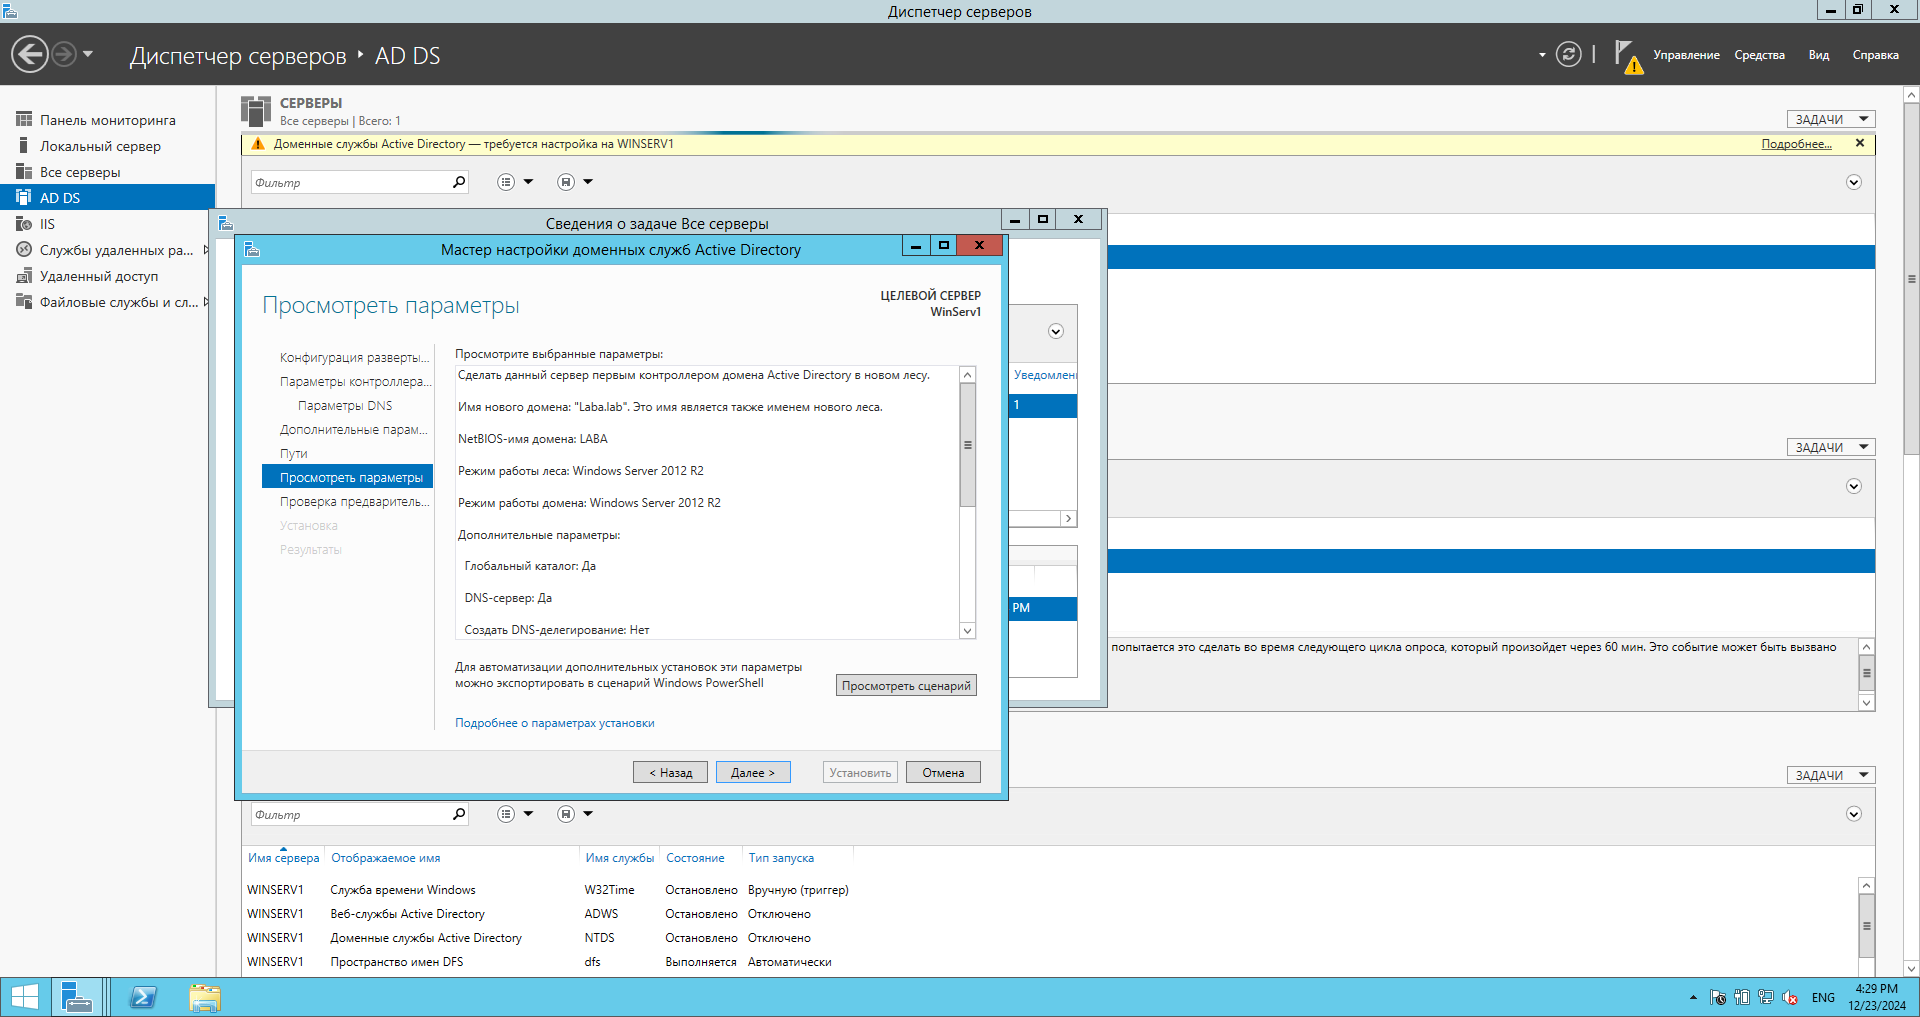 Диспетчер серверов
Диспетчер серверов ‣ AD DS
Управление
Средства
Вид
Справка
Панель мониторинга
Локальный сервер
Все серверы
AD DS
IIS
Службы удаленных ра...
Удаленный доступ
Файловые службы и сл...
СЕРВЕРЫ
Все серверы | Всего: 1
ЗАДАЧИ
Доменные службы Active Directory — требуется настройка на WINSERV1
Подробнее...
Фильтр
Сведения о задаче Все серверы
Мастер настройки доменных служб Active Directory
Просмотреть параметры
ЦЕЛЕВОЙ СЕРВЕР
WinServ1
Конфигурация разверты...
Параметры контроллера...
Параметры DNS
Дополнительные парам...
Пути
Просмотреть параметры
Проверка предваритель...
Установка
Результаты
Просмотрите выбранные параметры:
Сделать данный сервер первым контроллером домена Active Directory в новом лесу.
Имя нового домена: "Laba.lab". Это имя является также именем нового леса.
NetBIOS-имя домена: LABA
Режим работы леса: Windows Server 2012 R2
Режим работы домена: Windows Server 2012 R2
Дополнительные параметры:
Глобальный каталог: Да
DNS-сервер: Да
Создать DNS-делегирование: Нет
Для автоматизации дополнительных установок эти параметры
можно экспортировать в сценарий Windows PowerShell
Просмотреть сценарий
Подробнее о параметрах установки
< Назад
Далее >
Установить
Отмена
Уведомлен
1
PM
ЗАДАЧИ
попытается это сделать во время следующего цикла опроса, который произойдет через 60 мин. Это событие может быть вызвано
ЗАДАЧИ
Фильтр
Имя сервера Отображаемое имя Имя службы Состояние Тип запуска
WINSERV1 Служба времени Windows W32Time Остановлено Вручную (триггер)
WINSERV1 Веб-службы Active Directory ADWS Остановлено Отключено
WINSERV1 Доменные службы Active Directory NTDS Остановлено Отключено
WINSERV1 Пространство имен DFS dfs Выполняется Автоматически
ENG
4:29 PM
12/23/2024